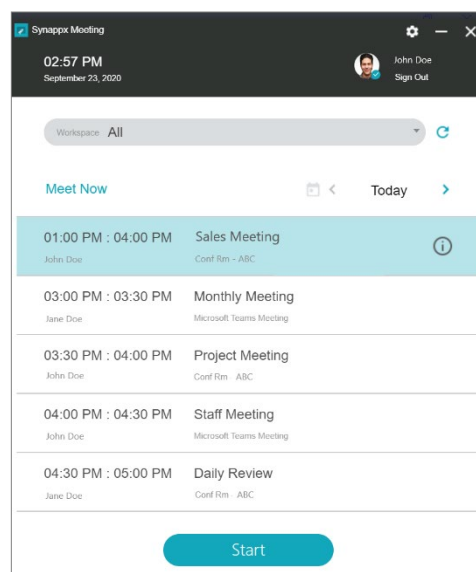 Synappx Meeting
02:57 PM
September 23, 2020
John Doe
Sign Out
Workspace All
Meet Now
Today
01:00 PM : 04:00 PM Sales Meeting
John Doe Conf Rm - ABC
03:00 PM : 03:30 PM Monthly Meeting
Jane Doe Microsoft Teams Meeting
03:30 PM : 04:00 PM Project Meeting
John Doe Conf Rm - ABC
04:00 PM : 04:30 PM Staff Meeting
John Doe Microsoft Teams Meeting
04:30 PM : 05:00 PM Daily Review
Jane Doe Conf Rm - ABC
Start